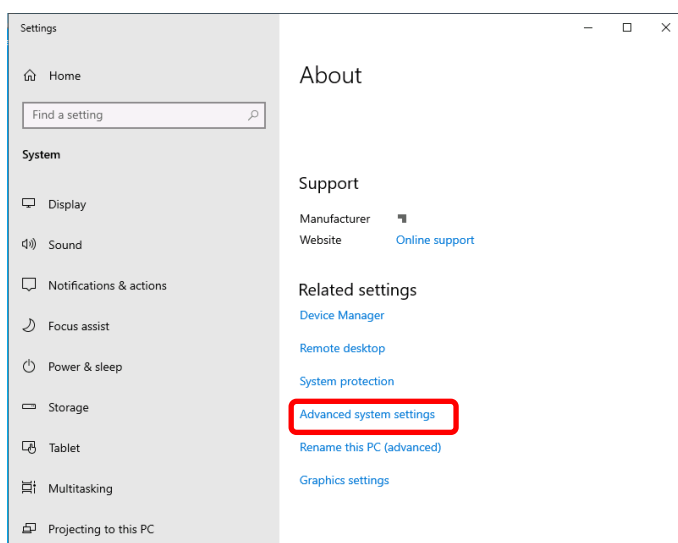 Settings
Home
Find a setting
System
Display
Sound
Notifications & actions
Focus assist
Power & sleep
Storage
Tablet
Multitasking
Projecting to this PC
About
Support
Manufacturer
Website Online support
Related settings
Device Manager
Remote desktop
System protection
Advanced system settings
Rename this PC (advanced)
Graphics settings